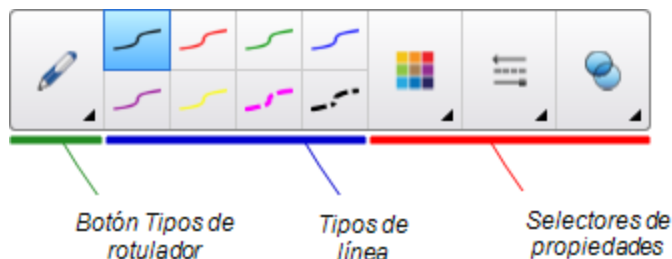 Botón Tipos de
rotulador
Tipos de
línea
Selectores de
propiedades